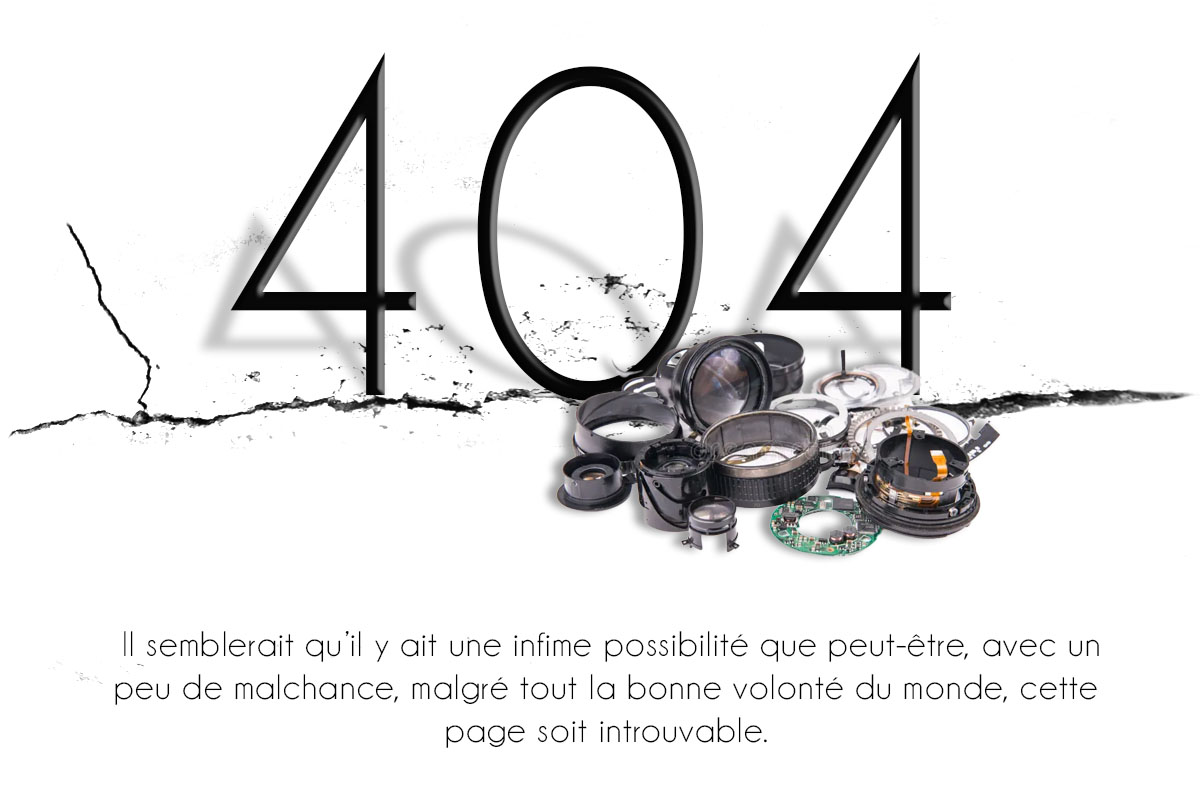 404
Il semblerait qu'il y ait une infime possibilité que peut-être, avec un
peu de malchance, malgré tout la bonne volonté du monde, cette
page soit introuvable.